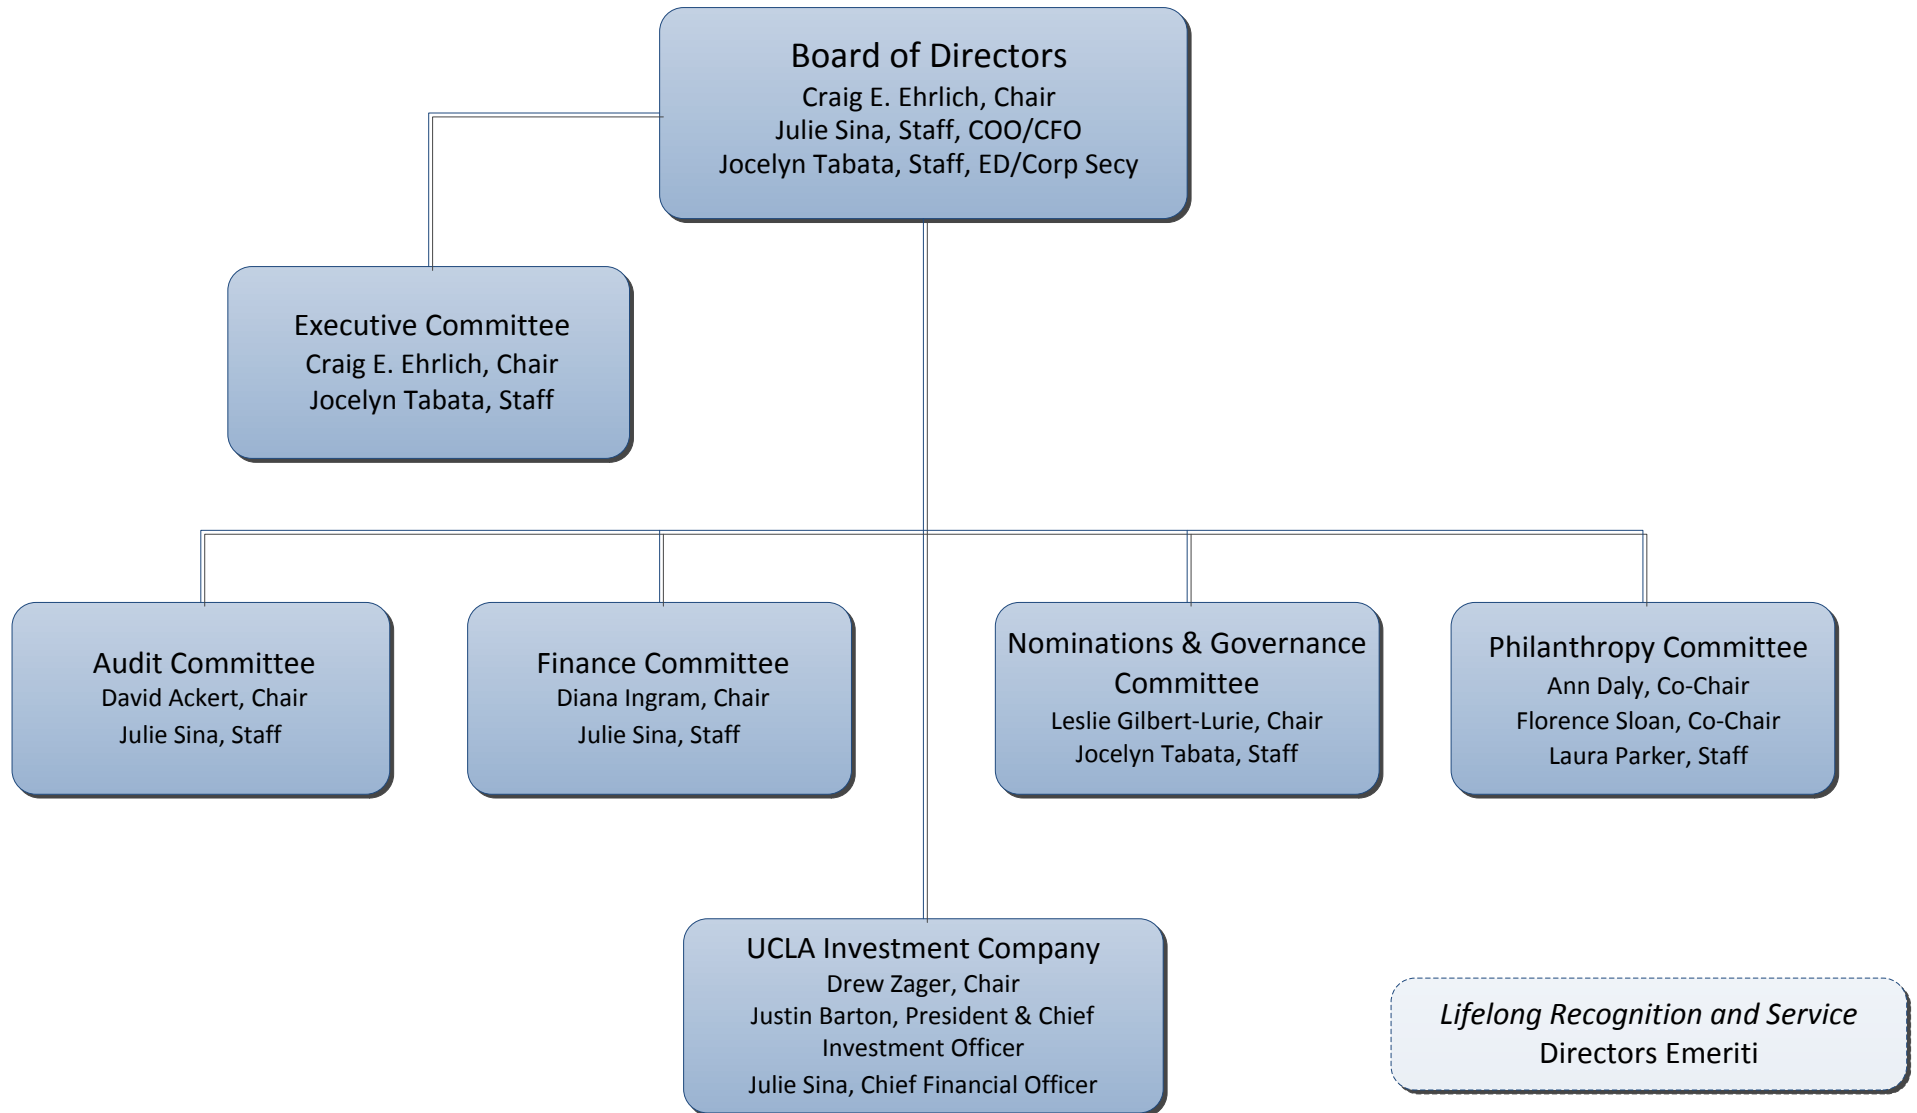 Board of Directors
Craig E. Ehrlich, Chair
Julie Sina, Staff, COO/CFO
Jocelyn Tabata, Staff, ED/Corp Secy
Executive Committee
Craig E. Ehrlich, Chair
Jocelyn Tabata, Staff
Audit Committee
David Ackert, Chair
Julie Sina, Staff
Finance Committee
Diana Ingram, Chair
Julie Sina, Staff
Nominations & Governance
Committee
Leslie Gilbert-Lurie, Chair
Jocelyn Tabata, Staff
Philanthropy Committee
Ann Daly, Co-Chair
Florence Sloan, Co-Chair
Laura Parker, Staff
UCLA Investment Company
Drew Zager, Chair
Justin Barton, President & Chief
Investment Officer
Julie Sina, Chief Financial Officer
Lifelong Recognition and Service
Directors Emeriti